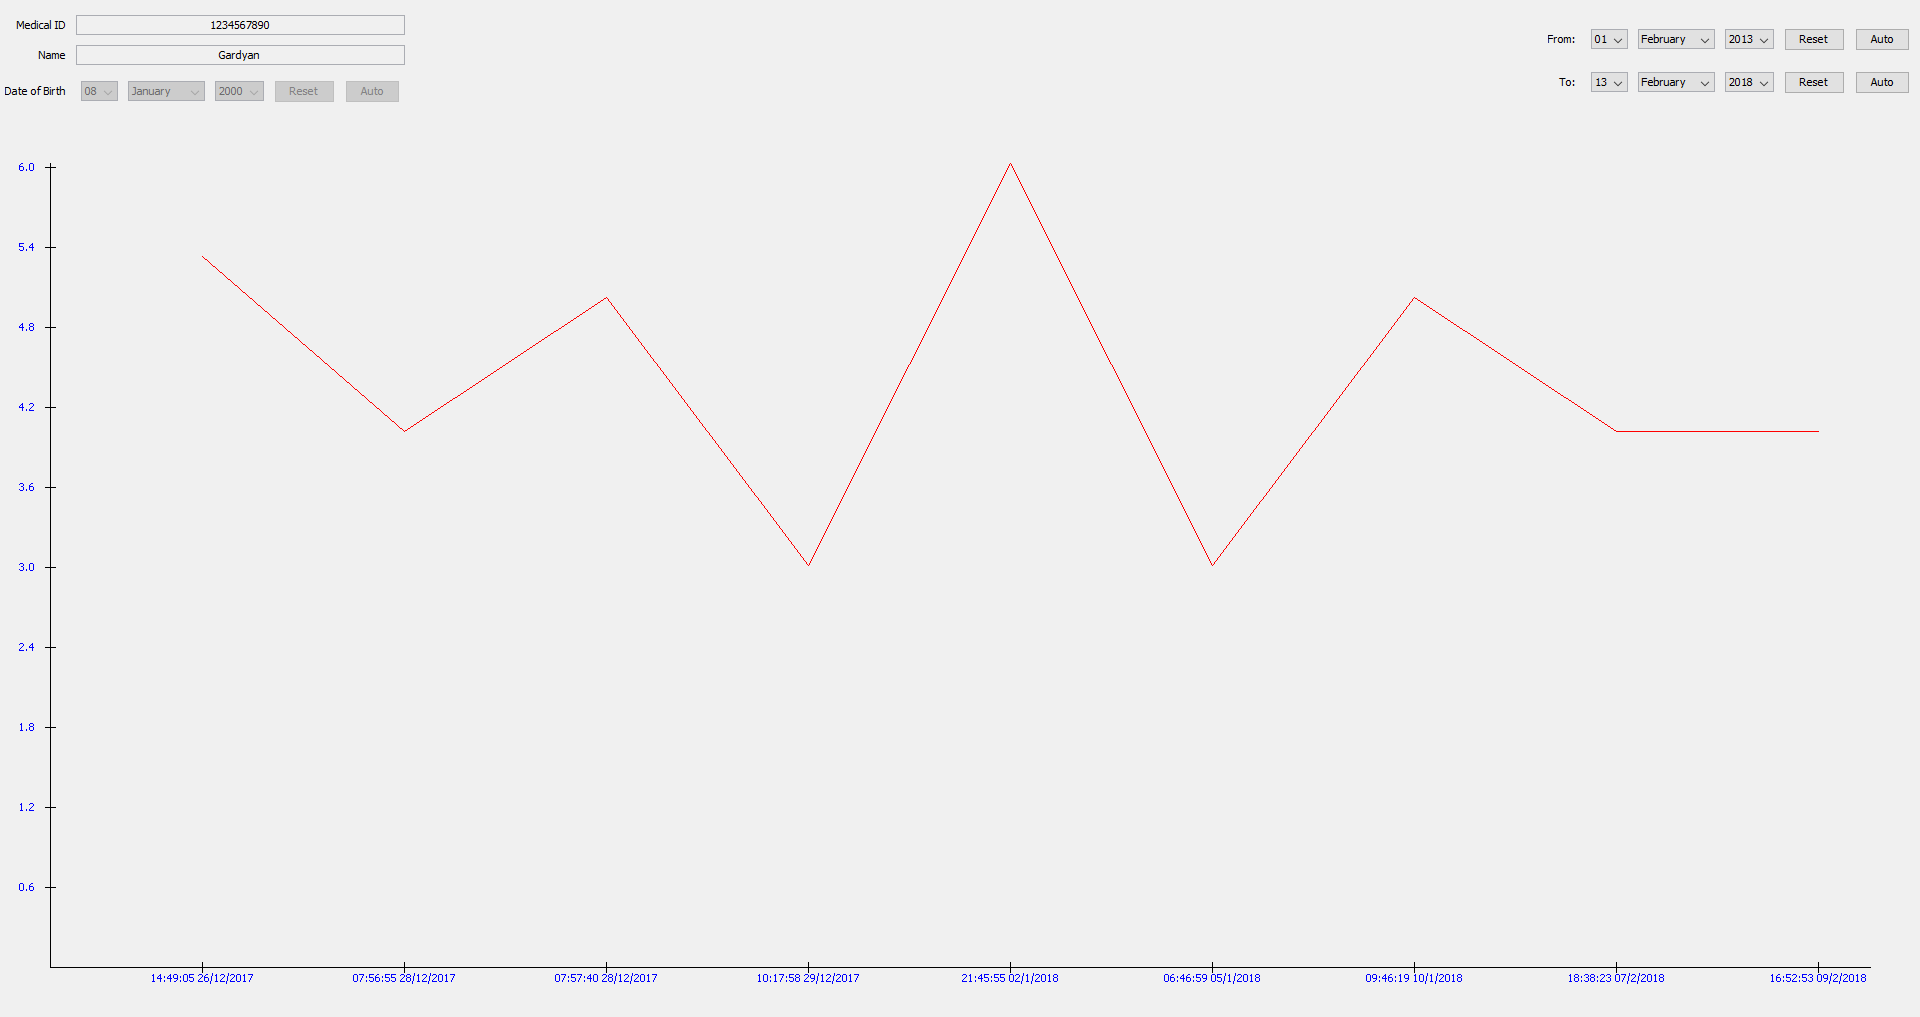 Medical ID 1234567890
Name Gardyan
Date of Birth 08 January 2000 Reset Auto
From: 01 February 2013 Reset Auto
To: 13 February 2018 Reset Auto
6.0
5.4
4.8
4.2
3.6
3.0
2.4
1.8
1.2
0.6
14:49:05 26/12/2017 07:56:55 28/12/2017 07:57:40 28/12/2017 10:17:58 29/12/2017 21:45:55 02/1/2018 06:46:59 05/1/2018 09:46:19 10/1/2018 18:38:23 07/2/2018 16:52:53 09/2/2018